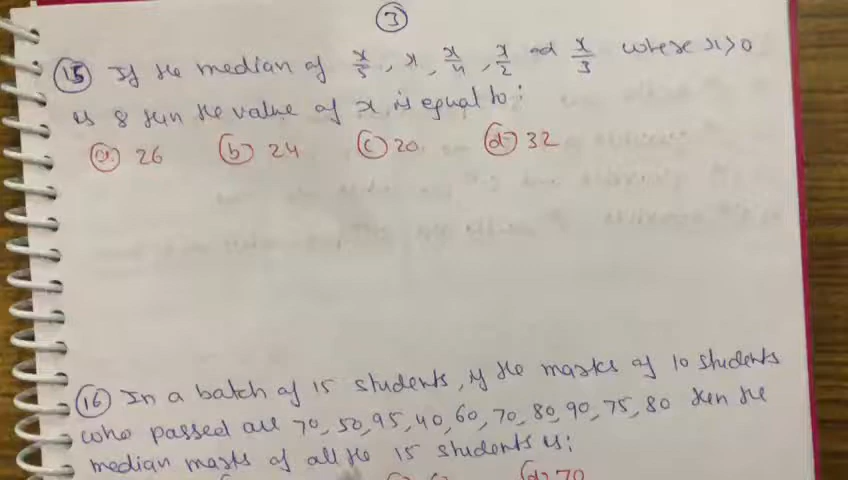 ③
⑮ If the median of x/5, x, x/4, x/2 and x/3 where x>0
is 8 then the value of x is equal to:
(a) 26 (b) 24 (c) 20 (d) 32
⑯ In a batch of 15 students, if the marks of 10 students
who passed are 70, 50, 95, 40, 60, 70, 80, 90, 75, 80 then the
median marks of all the 15 students is:
(d) 70